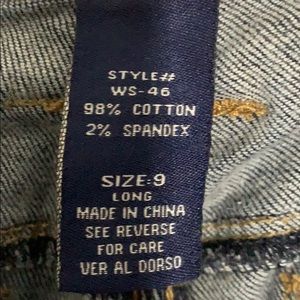 STYLE#
WS-46
98% COTTON
2% SPANDEX
SIZE:9
LONG
MADE IN CHINA
SEE REVERSE
FOR CARE
VER AL DORSO